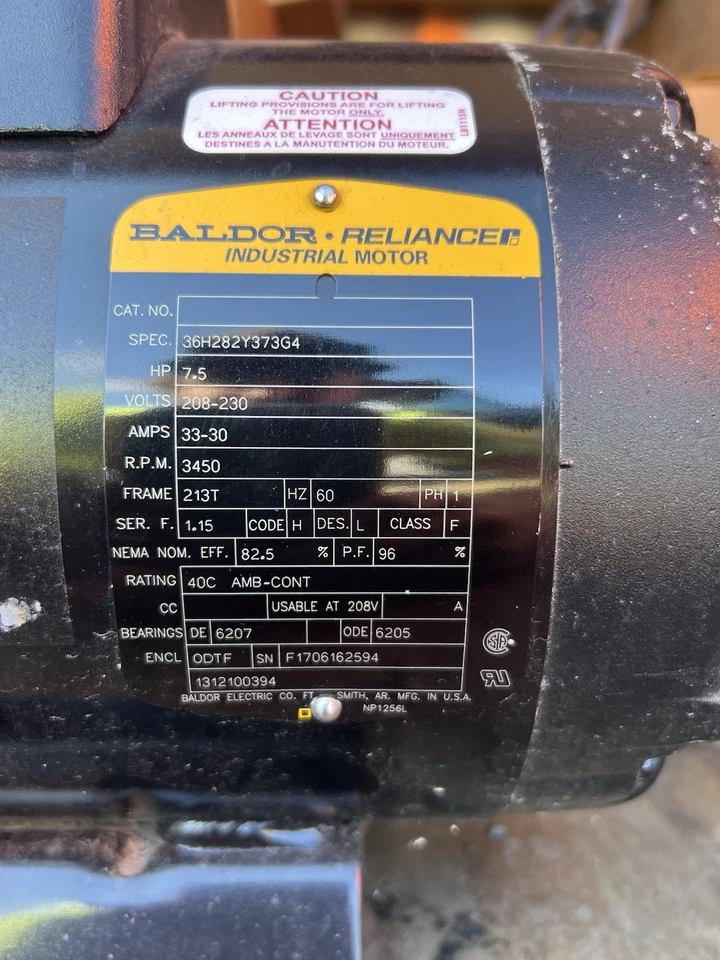 CAUTION
LIFTING PROVISIONS ARE FOR LIFTING
THE MOTOR ONLY.
ATTENTION
LES ANNEAUX DE LEVAGE SONT UNIQUEMENT
DESTINES A LA MANUTENTION DU MOTEUR.
LB1115N
BALDOR • RELIANCE
INDUSTRIAL MOTOR
CAT. NO.
SPEC. 36H282Y373G4
HP 7.5
VOLTS 208-230
AMPS 33-30
R.P.M. 3450
FRAME 213T HZ 60 PH 1
SER. F. 1.15 CODE H DES. L CLASS F
NEMA NOM. EFF. 82.5 % P.F. 96 %
RATING 40C AMB-CONT
CC USABLE AT 208V A
BEARINGS DE 6207 ODE 6205
ENCL ODTF SN F1706162594
1312100394
BALDOR ELECTRIC CO. FT. SMITH, AR. MFG. IN U.S.A.
NP1256L